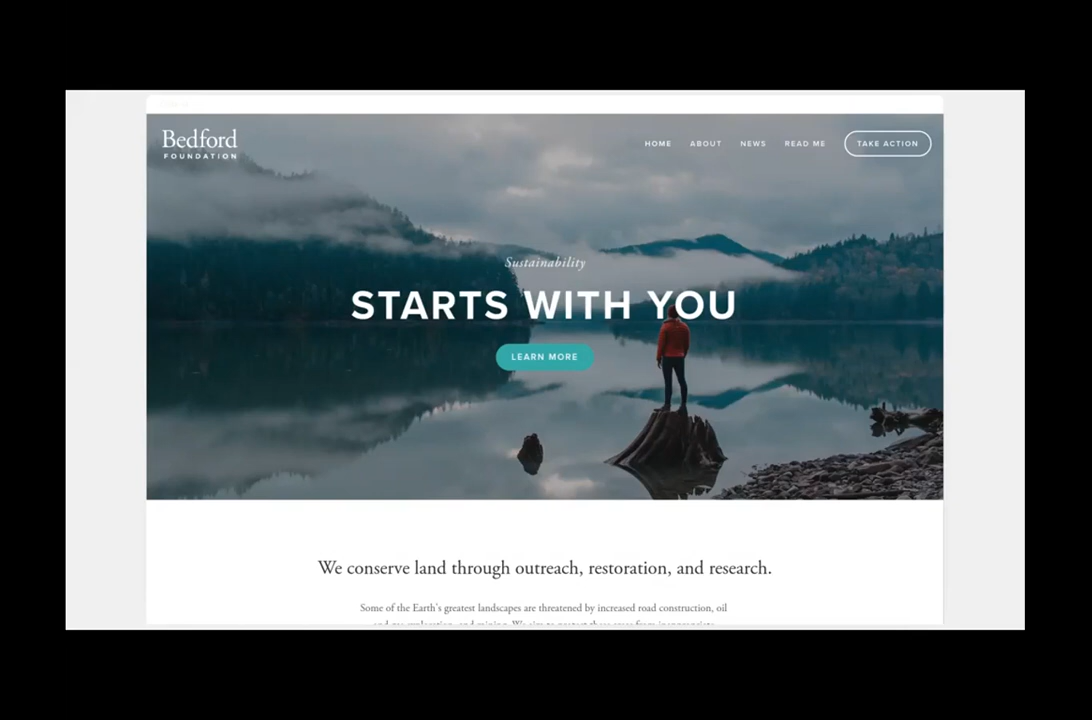 Bedford
FOUNDATION
HOME ABOUT NEWS READ ME TAKE ACTION
Sustainability
STARTS WITH YOU
LEARN MORE
We conserve land through outreach, restoration, and research.
Some of the Earth's greatest landscapes are threatened by increased road construction, oil